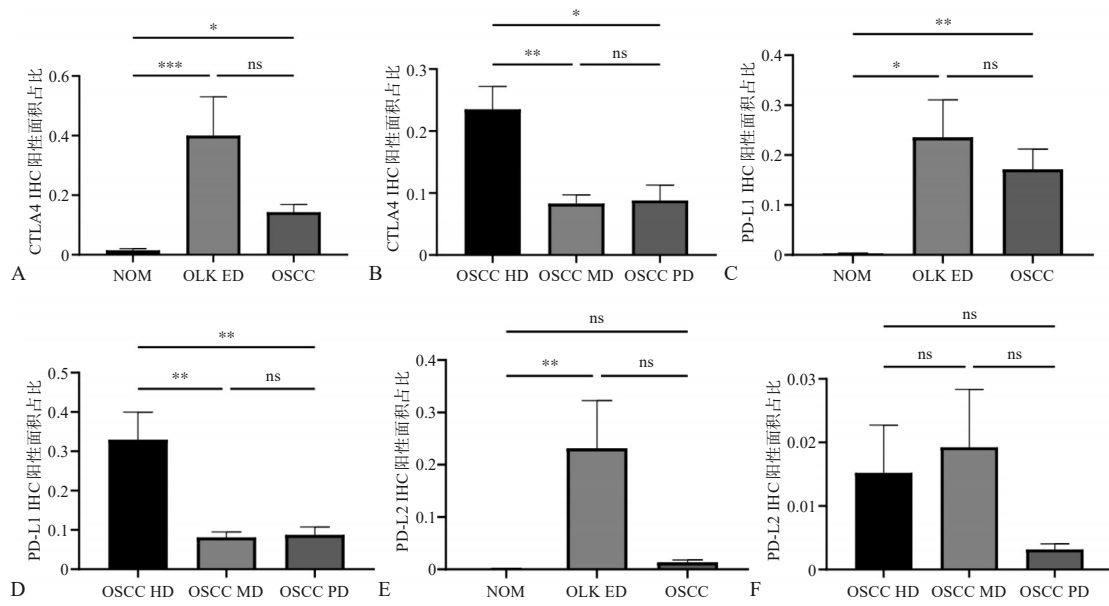 *
***
ns
CTLA4 IHC 阳性面积占比
0.6
0.4
0.2
0
NOM OLK ED OSCC
A
*
**
ns
CTLA4 IHC 阳性面积占比
0.3
0.2
0.1
0
OSCC HD OSCC MD OSCC PD
B
**
*
ns
PD-L1 IHC 阳性面积占比
0.4
0.3
0.2
0.1
0
NOM OLK ED OSCC
C
**
**
ns
PD-L1 IHC 阳性面积占比
0.5
0.4
0.3
0.2
0.1
0
OSCC HD OSCC MD OSCC PD
D
ns
**
ns
PD-L2 IHC 阳性面积占比
0.4
0.3
0.2
0.1
0
NOM OLK ED OSCC
E
ns
ns
ns
PD-L2 IHC 阳性面积占比
0.03
0.02
0.01
0.00
OSCC HD OSCC MD OSCC PD
F